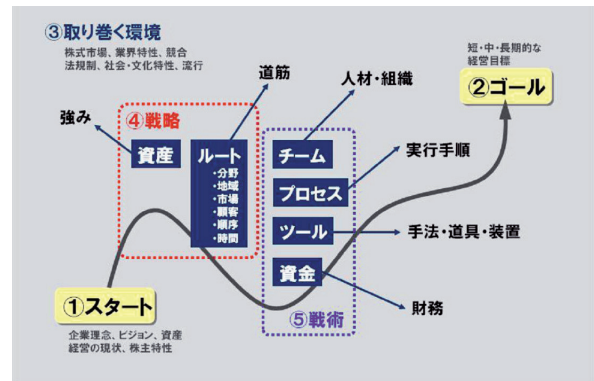 ③取り巻く環境
株式市場、業界特性、競合
法規制、社会・文化特性、流行
短・中・長期的な
経営目標
②ゴール
道筋
人材・組織
強み
④戦略
資産
ルート
・分野
・地域
・市場
・顧客
・順序
・時間
チーム
プロセス
ツール
資金
実行手順
手法・道具・装置
財務
⑤戦術
①スタート
企業理念、ビジョン、資産
経営の現状、株主特性